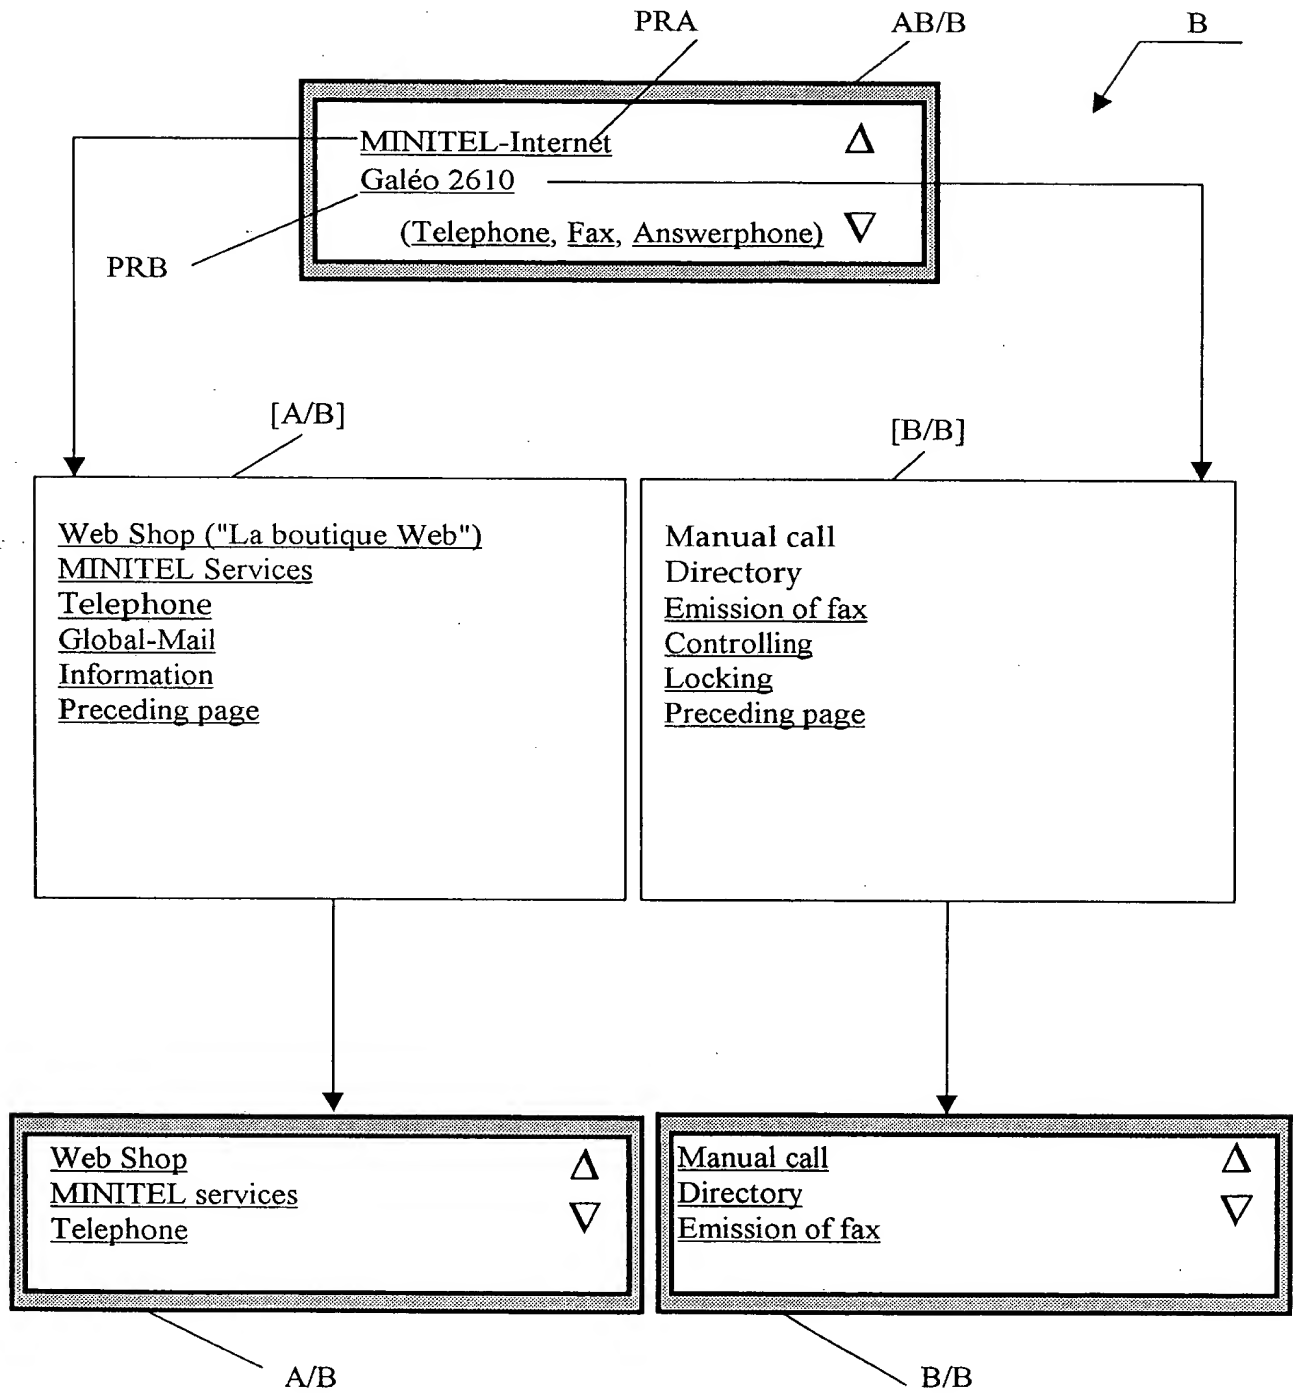 PRA
AB/B
B
MINITEL-Internet
Galéo 2610
(Telephone, Fax, Answerphone)
PRB
[A/B]
[B/B]
Web Shop ("La boutique Web")
MINITEL Services
Telephone
Global-Mail
Information
Preceding page
Manual call
Directory
Emission of fax
Controlling
Locking
Preceding page
Web Shop
MINITEL services
Telephone
Manual call
Directory
Emission of fax
A/B
B/B